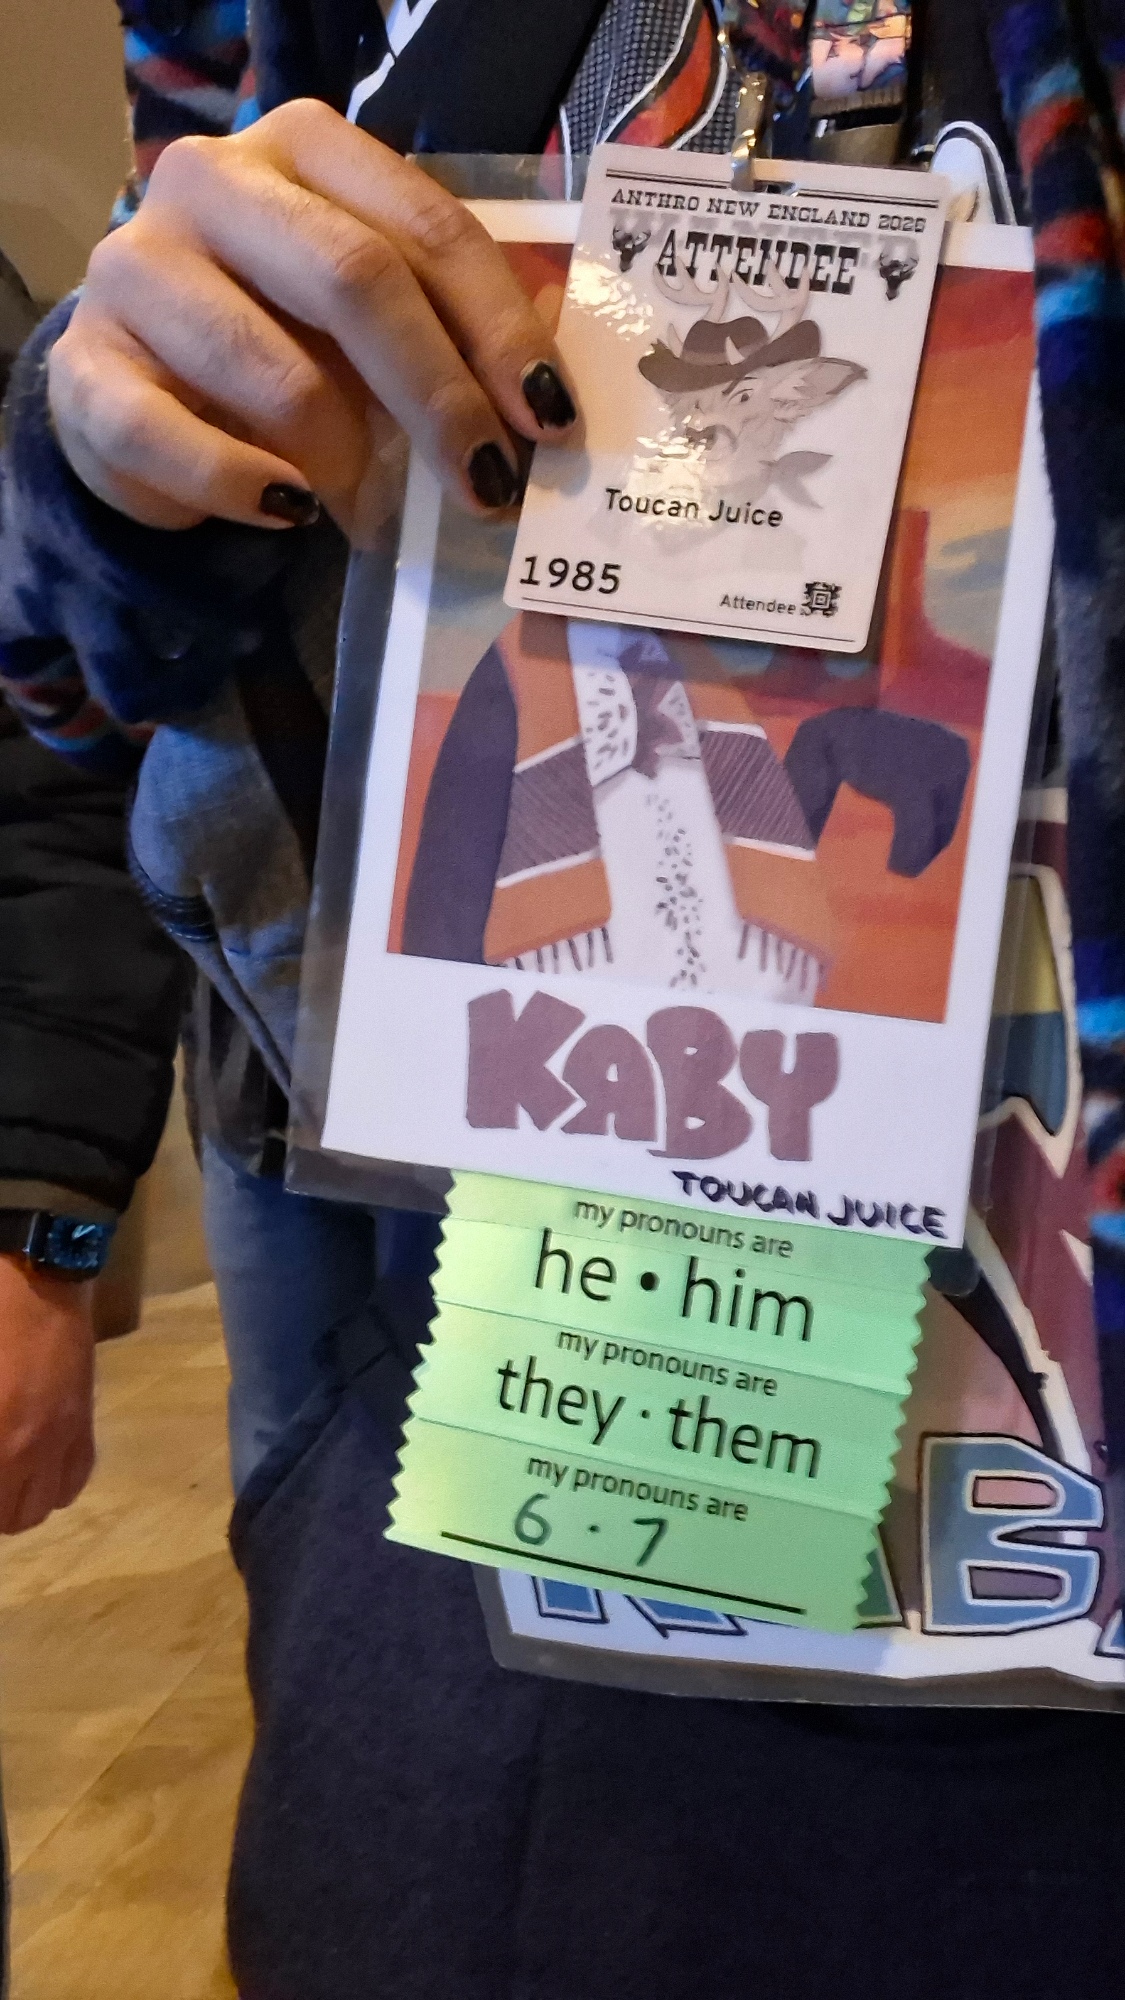 ANTHRO NEW ENGLAND 2026
ATTENDEE
Toucan Juice
1985
Attendee
KABY
TOUCAN JUICE
my pronouns are
he • him
my pronouns are
they · them
my pronouns are
6 · 7